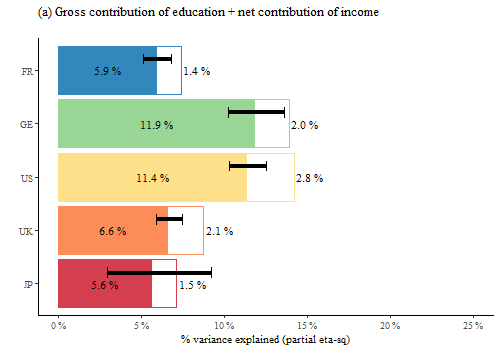 (a) Gross contribution of education + net contribution of income
FR 5.9 % 1.4 %
GE 11.9 % 2.0 %
US 11.4 % 2.8 %
UK 6.6 % 2.1 %
JP 5.6 % 1.5 %
0 % 5 % 10 % 15 % 20 % 25 %
% variance explained (partial eta-sq)